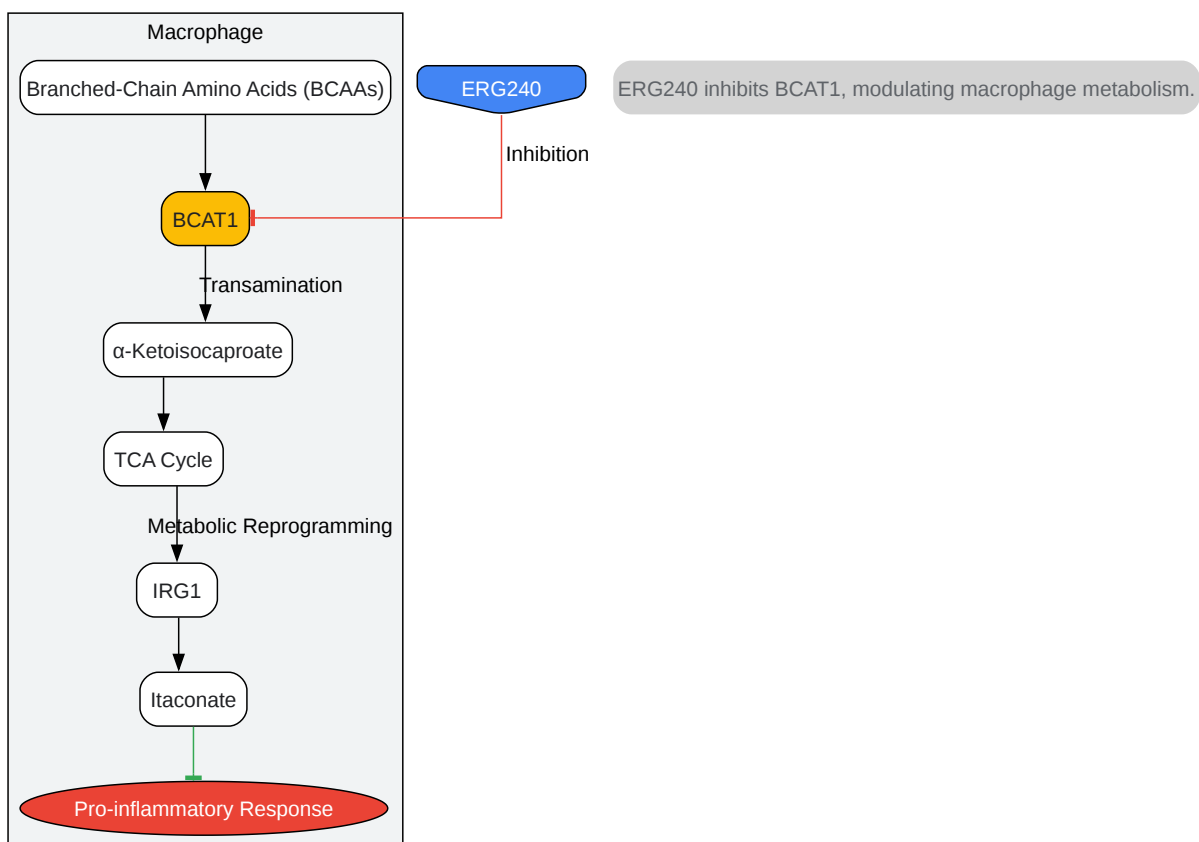 Macrophage
Branched-Chain Amino Acids (BCAAs)
ERG240
ERG240 inhibits BCAT1, modulating macrophage metabolism.
Inhibition
BCAT1
Transamination
α-Ketoisocaproate
TCA Cycle
Metabolic Reprogramming
IRG1
Itaconate
Pro-inflammatory Response